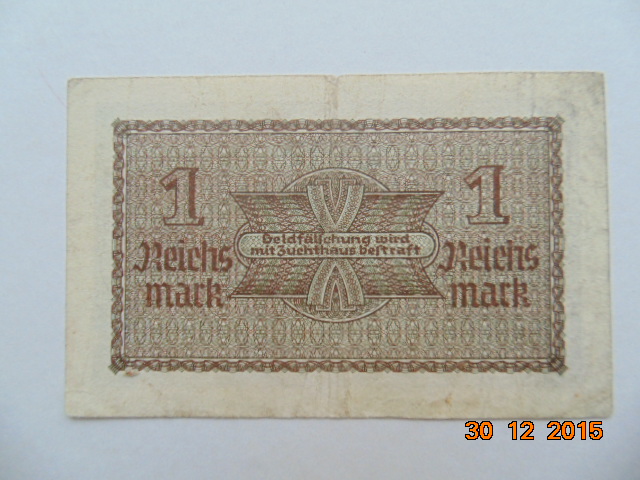 1
Reichs
mark
Geldfälschung wird
mit Zuchthaus bestraft
1
Reichs
mark
30 12 2015